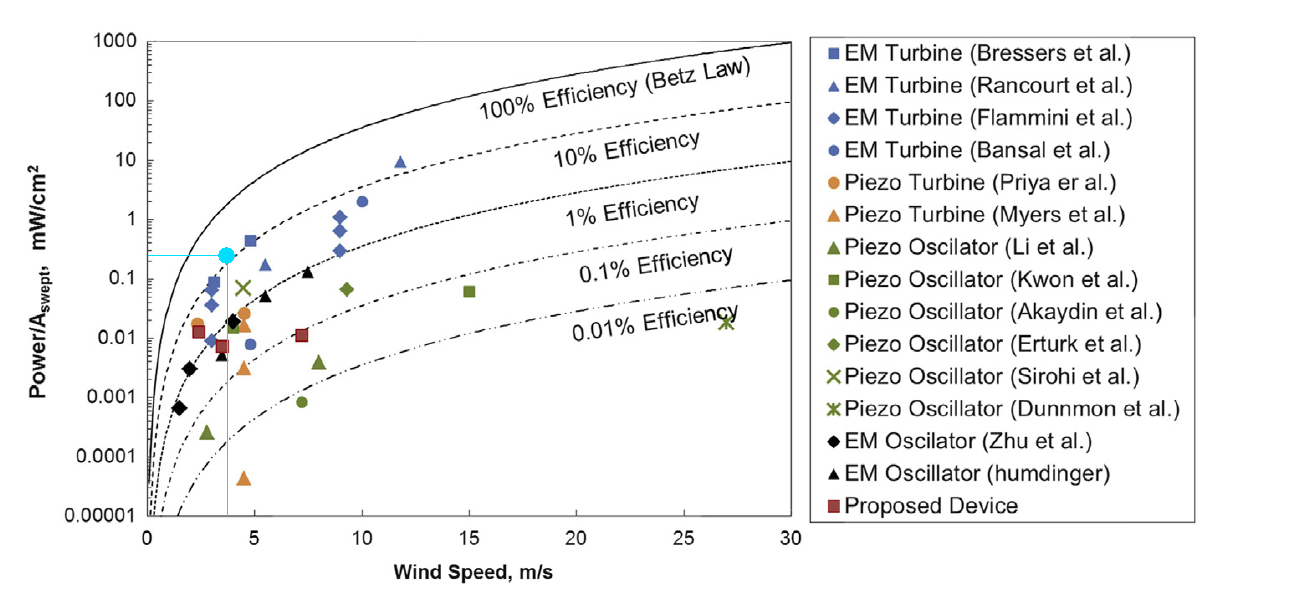 1000
100
10
1
0.1
0.01
0.001
0.0001
0.00001
0
5
10
15
20
25
30
Power/Aswept, mW/cm2
Wind Speed, m/s
100% Efficiency (Betz Law)
10% Efficiency
1% Efficiency
0.1% Efficiency
0.01% Efficiency
EM Turbine (Bressers et al.)
EM Turbine (Rancourt et al.)
EM Turbine (Flammini et al.)
EM Turbine (Bansal et al.)
Piezo Turbine (Priya er al.)
Piezo Turbine (Myers et al.)
Piezo Oscilator (Li et al.)
Piezo Oscillator (Kwon et al.)
Piezo Oscillator (Akaydin et al.)
Piezo Oscillator (Erturk et al.)
Piezo Oscillator (Sirohi et al.)
Piezo Oscillator (Dunnmon et al.)
EM Oscilator (Zhu et al.)
EM Oscillator (humdinger)
Proposed Device